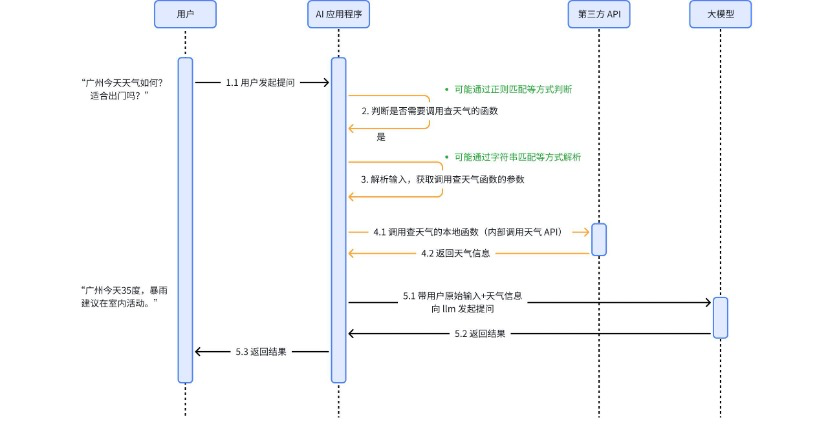 用户
AI 应用程序
第三方 API
大模型
“广州今天天气如何？
适合出门吗？”
1.1 用户发起提问
• 可能通过正则匹配等方式判断
2. 判断是否需要调用查天气的函数
是
• 可能通过字符串匹配等方式解析
3. 解析输入，获取调用查天气函数的参数
4.1 调用查天气的本地函数（内部调用天气 API）
4.2 返回天气信息
“广州今天35度，暴雨
建议在室内活动。”
5.1 带用户原始输入+天气信息
向 llm 发起提问
5.2 返回结果
5.3 返回结果